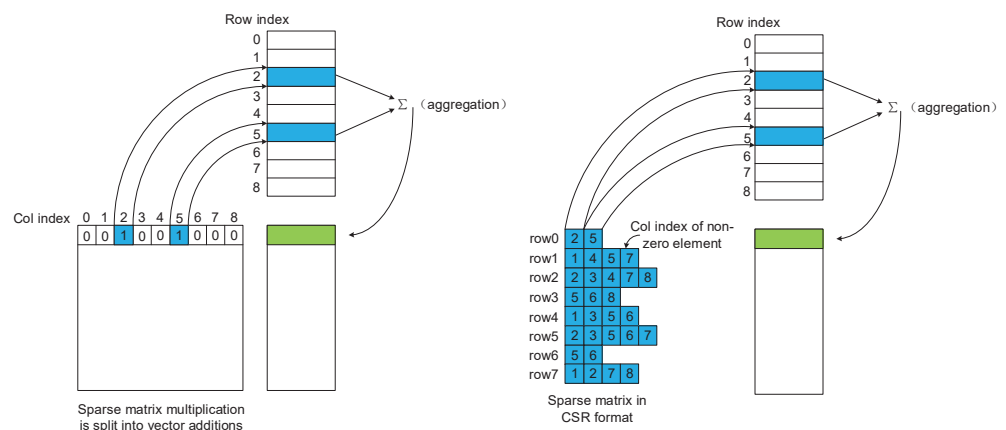 Row index
0
1
2
3
4
5
6
7
8
Σ （aggregation）
Col index 0 1 2 3 4 5 6 7 8
0 0 1 0 0 1 0 0 0
Sparse matrix multiplication
is split into vector additions
Row index
0
1
2
3
4
5
6
7
8
Σ （aggregation）
Col index of non-
zero element
row0 2 5
row1 1 4 5 7
row2 2 3 4 7 8
row3 5 6 8
row4 1 3 5 6
row5 2 3 5 6 7
row6 5 6
row7 1 2 7 8
Sparse matrix in
CSR format